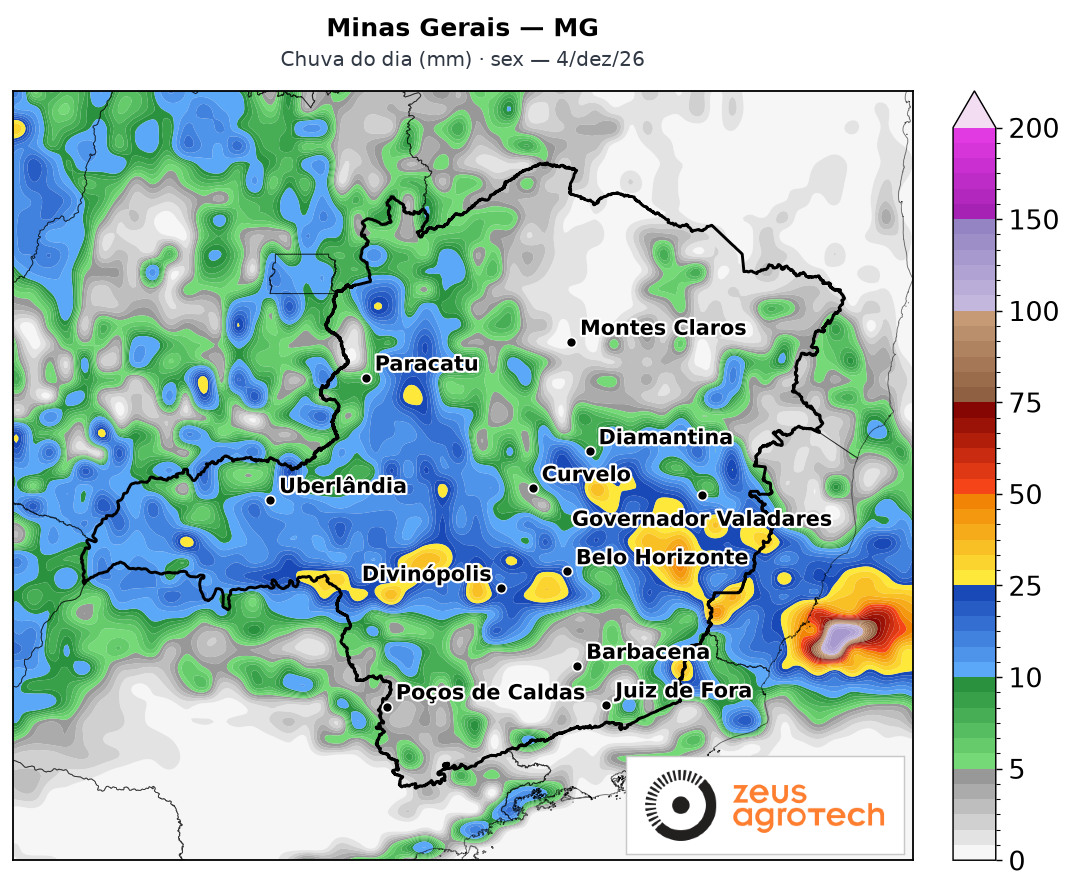 Minas Gerais — MG
Chuva do dia (mm) · sex — 4/dez/26
200
150
100
75
50
25
10
5
0
Montes Claros
Paracatu
Diamantina
Curvelo
Uberlândia
Governador Valadares
Belo Horizonte
Divinópolis
Barbacena
Poços de Caldas
Juiz de Fora
zeus
agrotech